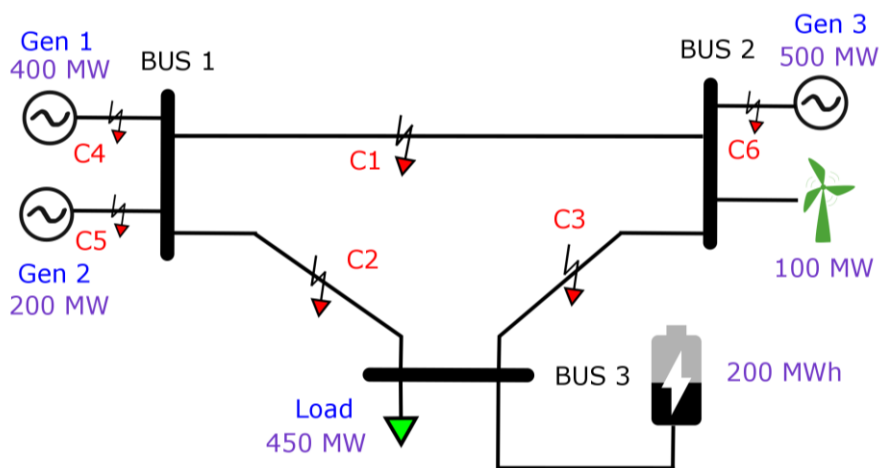 Gen 1
400 MW
BUS 1
BUS 2
Gen 3
500 MW
C4
C1
C6
C5
C2
C3
Gen 2
200 MW
100 MW
BUS 3
200 MWh
Load
450 MW